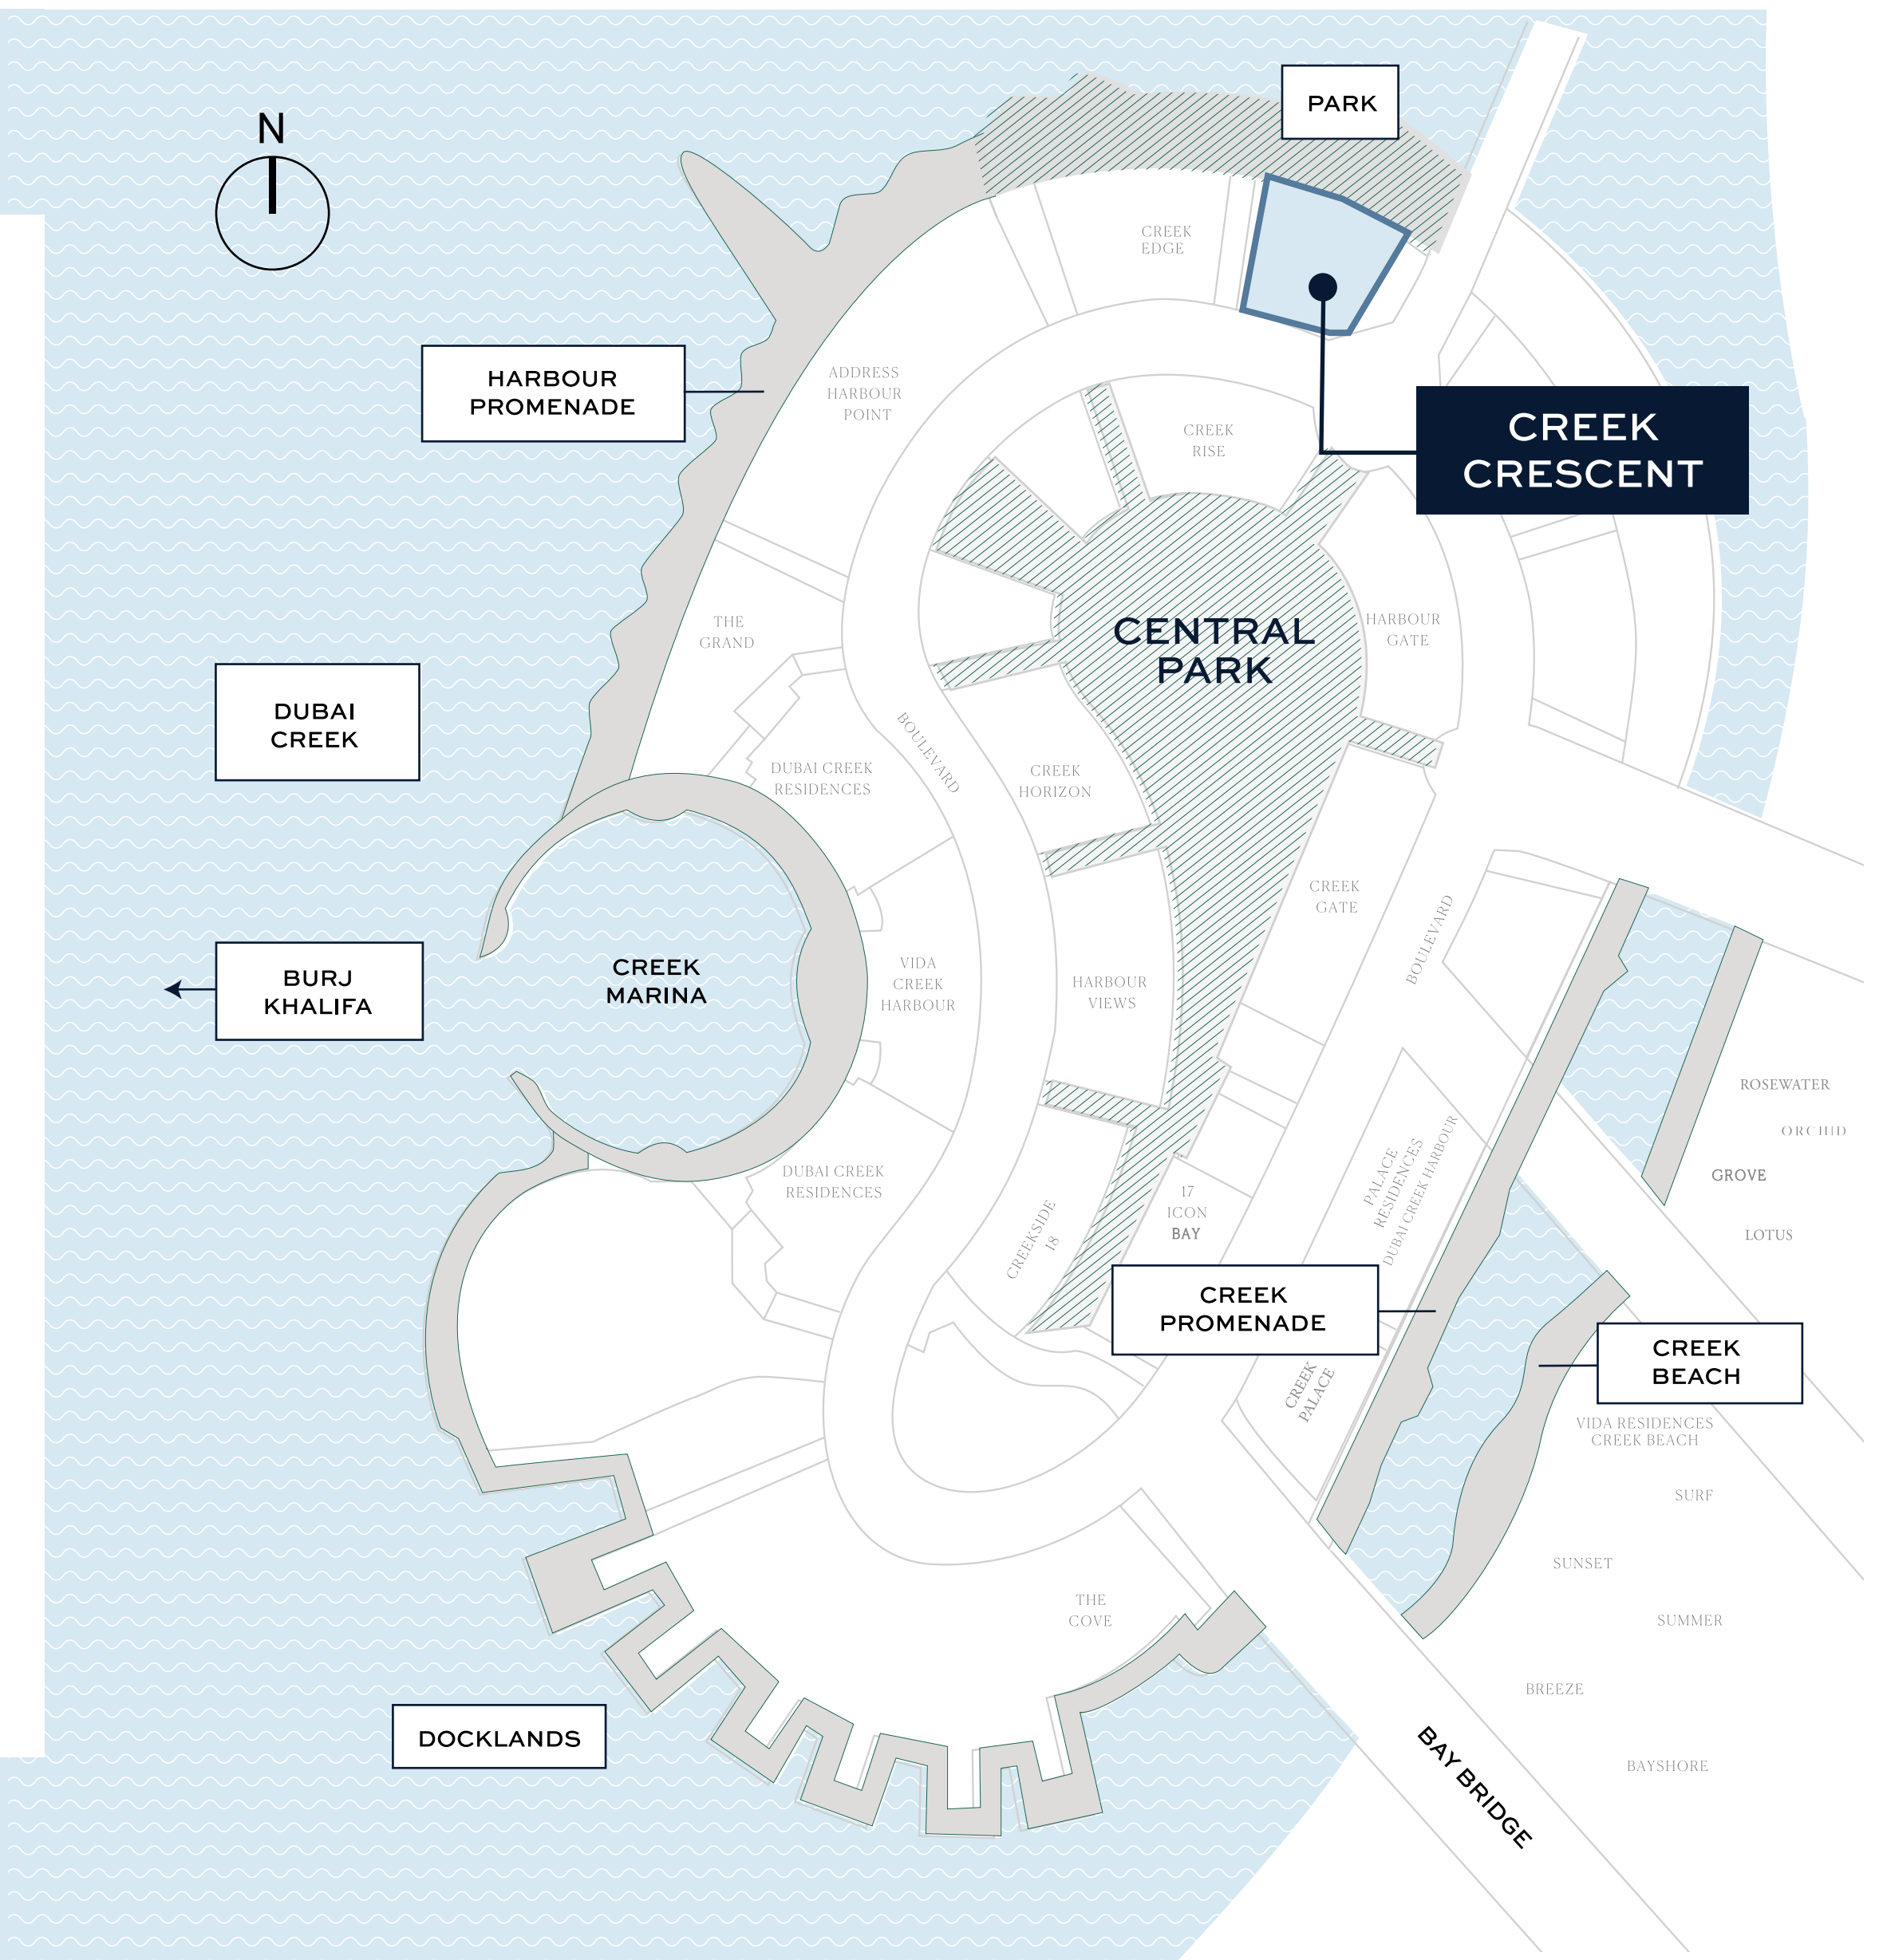 PARK
N
CREEK
EDGE
HARBOUR
PROMENADE
ADDRESS
HARBOUR
POINT
CREEK
RISE
CREEK
CRESCENT
THE
GRAND
CENTRAL
PARK
HARBOUR
GATE
DUBAI
CREEK
BOULEVARD
DUBAI CREEK
RESIDENCES
CREEK
HORIZON
CREEK
GATE
BOULEVARD
BURJ
KHALIFA
CREEK
MARINA
VIDA
CREEK
HARBOUR
HARBOUR
VIEWS
ROSEWATER
ORCHID
GROVE
LOTUS
DUBAI CREEK
RESIDENCES
CREEKSIDE
18
17
ICON
BAY
PALACE
RESIDENCES
DUBAI CREEK HARBOUR
CREEK
PROMENADE
CREEK
BEACH
CREEK
PALACE
VIDA RESIDENCES
CREEK BEACH
SURF
SUNSET
THE
COVE
SUMMER
BREEZE
DOCKLANDS
BAY BRIDGE
BAYSHORE